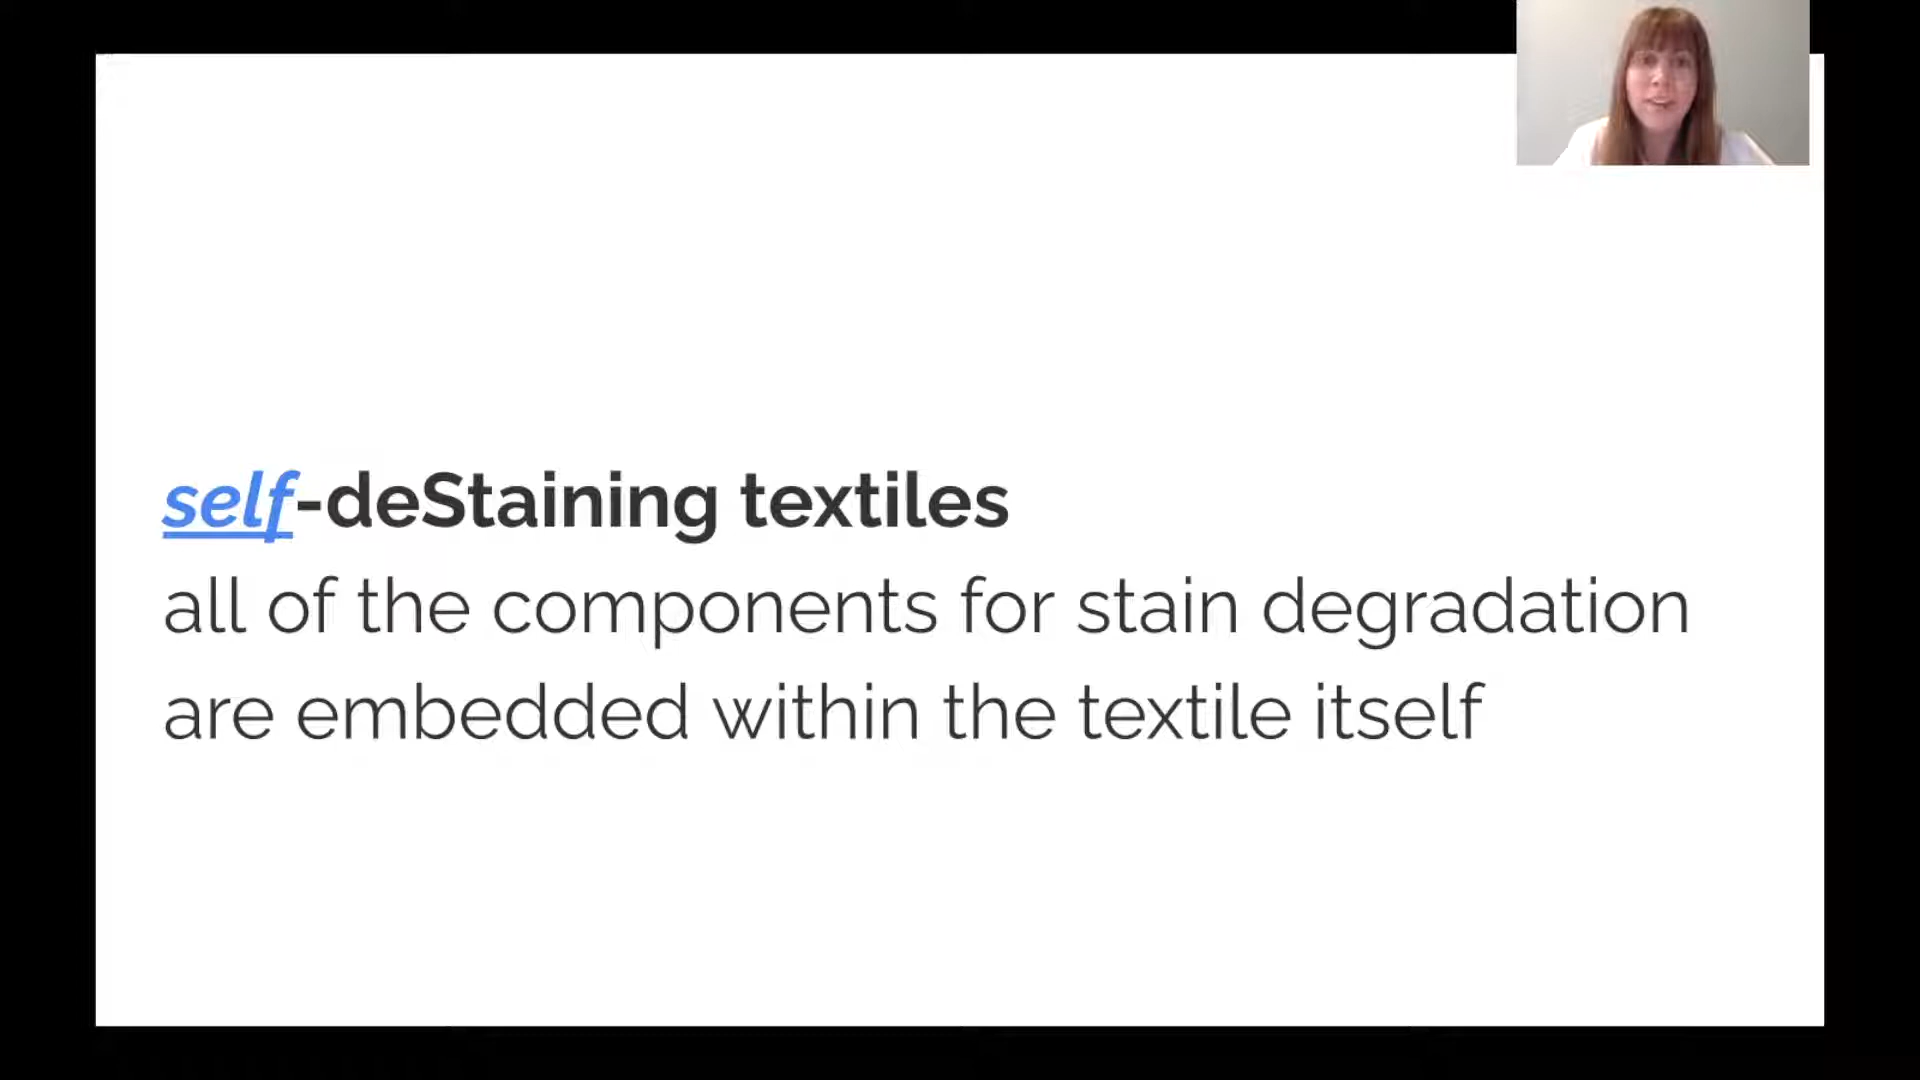 self-deStaining textiles
all of the components for stain degradation
are embedded within the textile itself